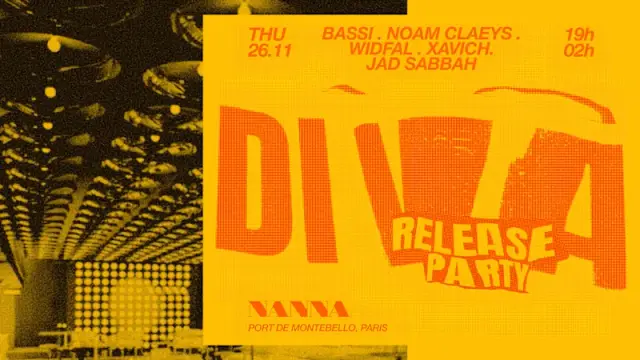 THU
26.11
BASSI . NOAM CLAEYS .
WIDFAL . XAVICH.
JAD SABBAH
19h
02h
DIVA
RELEASE
PARTY
NANNA
PORT DE MONTEBELLO, PARIS